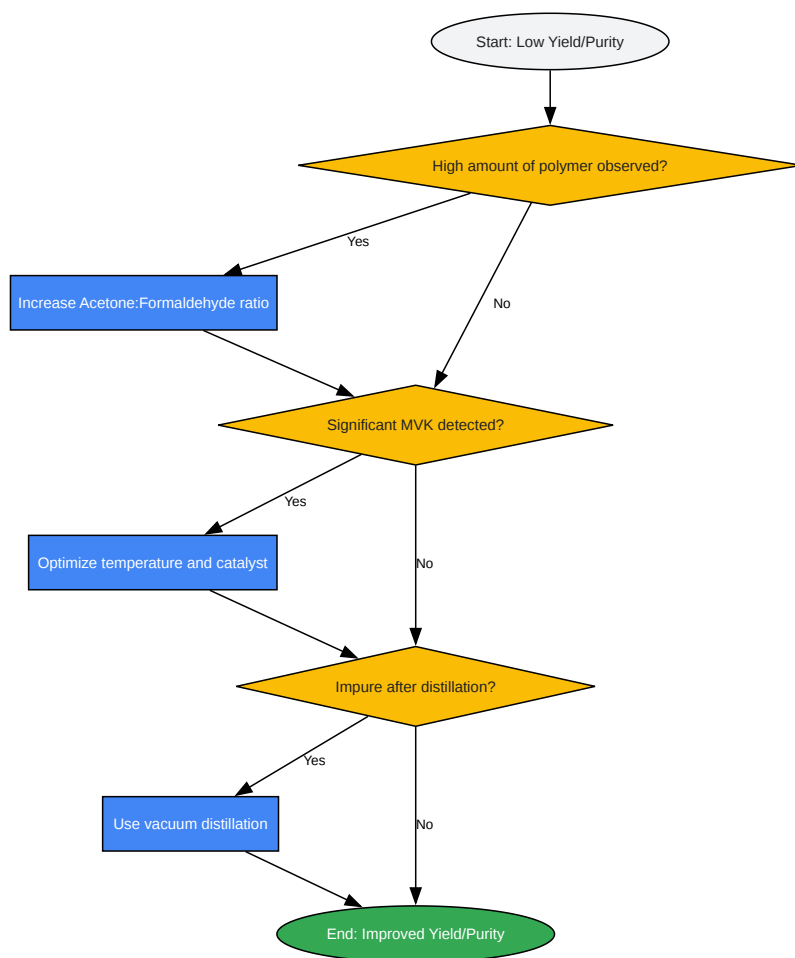 Start: Low Yield/Purity
High amount of polymer observed?
Yes
Increase Acetone:Formaldehyde ratio
No
Significant MVK detected?
Yes
Optimize temperature and catalyst
No
Impure after distillation?
Yes
Use vacuum distillation
No
End: Improved Yield/Purity